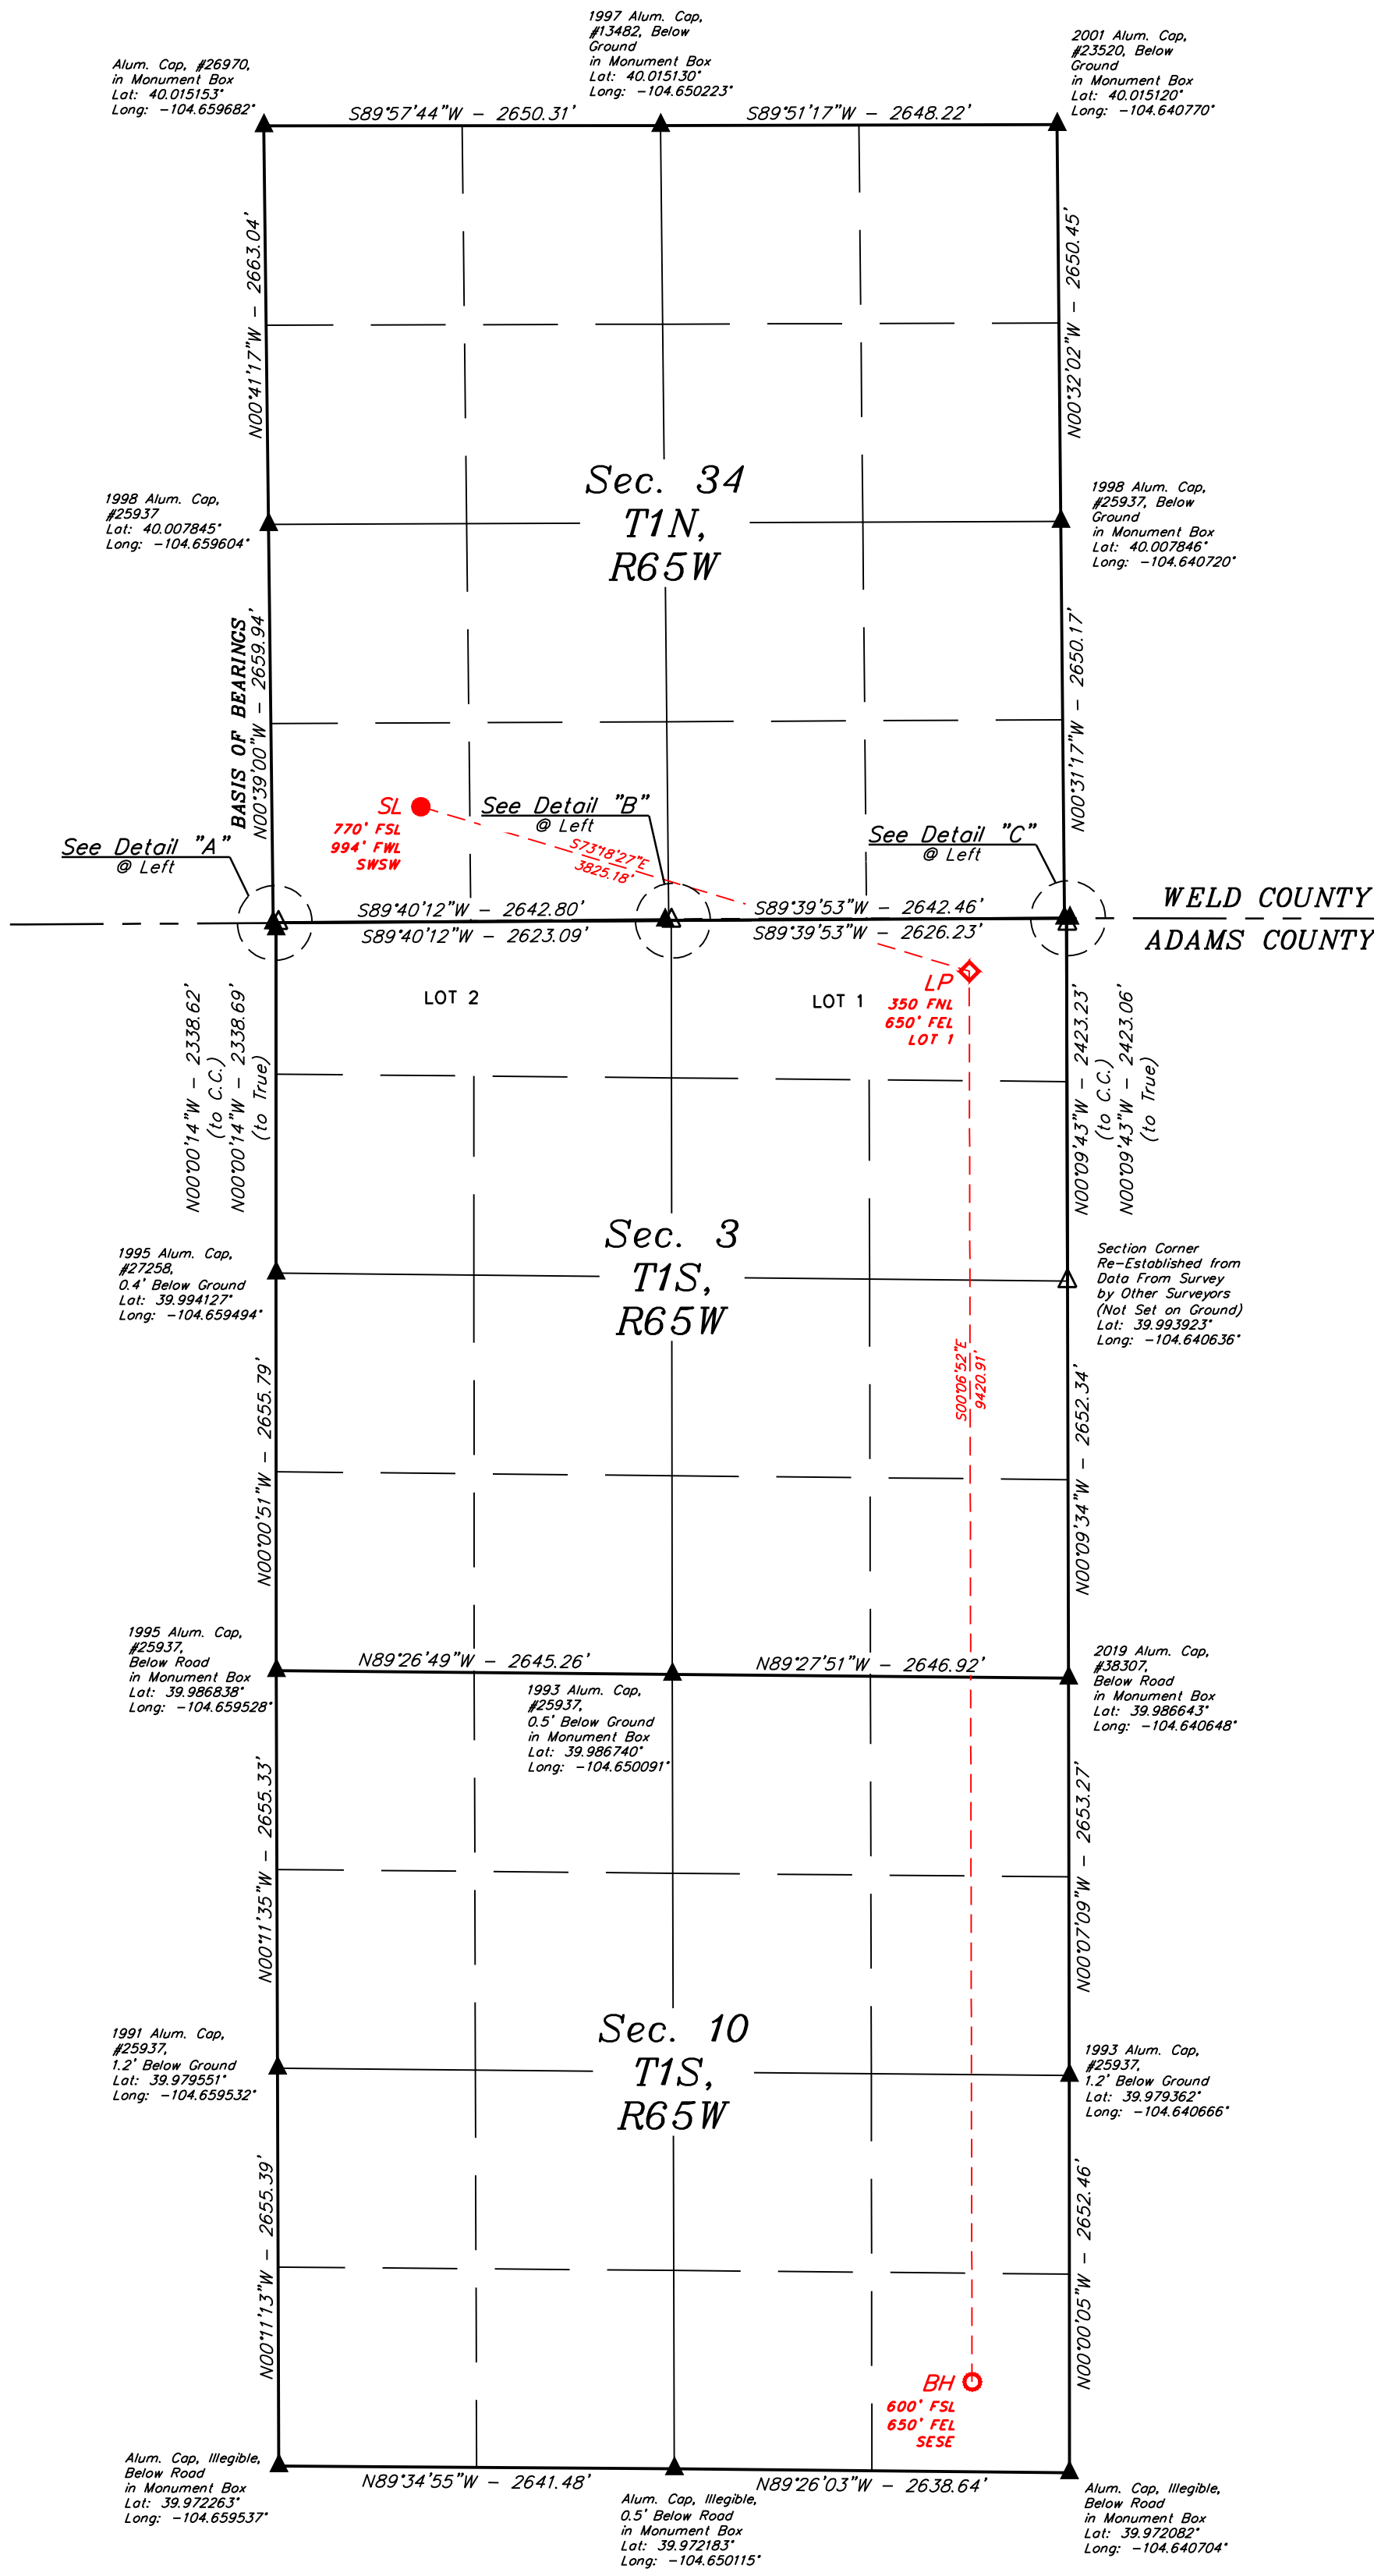 1997 Alum. Cap,
#13482, Below
Ground
in Monument Box
Lat: 40.015130°
Long: -104.650223°
2001 Alum. Cap,
#23520, Below
Ground
in Monument Box
Lat: 40.015120°
Long: -104.640770°
Alum. Cap, #26970,
in Monument Box
Lat: 40.015153°
Long: -104.659682°
S89°57'44"W - 2650.31'
S89°51'17"W - 2648.22'
N00°41'17"W - 2663.04'
N00°32'02"W - 2650.45'
Sec. 34
T1N,
R65W
1998 Alum. Cap,
#25937
Lat: 40.007845°
Long: -104.659604°
1998 Alum. Cap,
#25937, Below
Ground
in Monument Box
Lat: 40.007846°
Long: -104.640720°
BASIS OF BEARINGS
N00°39'00"W - 2659.94'
N00°31'17"W - 2650.17'
SL
770' FSL
994' FWL
SWSW
See Detail "A"
@ Left
See Detail "B"
@ Left
See Detail "C"
@ Left
S73°18'27"E
3825.18'
WELD COUNTY
ADAMS COUNTY
S89°40'12"W - 2642.80'
S89°39'53"W - 2642.46'
S89°40'12"W - 2623.09'
S89°39'53"W - 2626.23'
LOT 2
LOT 1
LP
350 FNL
650' FEL
LOT 1
N00°00'14"W - 2338.62'
(to C.C.)
N00°00'14"W - 2338.69'
(to True)
N00°09'43"W - 2423.23'
(to C.C.)
N00°09'43"W - 2423.06'
(to True)
Sec. 3
T1S,
R65W
1995 Alum. Cap,
#27258,
0.4' Below Ground
Lat: 39.994127°
Long: -104.659494°
Section Corner
Re-Established from
Data From Survey
by Other Surveyors
(Not Set on Ground)
Lat: 39.993923°
Long: -104.640636°
S00°06'52"E
9420.91'
N00°00'51"W - 2655.79'
N00°09'34"W - 2652.34'
1995 Alum. Cap,
#25937,
Below Road
in Monument Box
Lat: 39.986838°
Long: -104.659528°
N89°26'49"W - 2645.26'
N89°27'51"W - 2646.92'
1993 Alum. Cap,
#25937,
0.5' Below Ground
in Monument Box
Lat: 39.986740°
Long: -104.650091°
2019 Alum. Cap,
#38307,
Below Road
in Monument Box
Lat: 39.986643°
Long: -104.640648°
N00°11'35"W - 2655.33'
N00°07'09"W - 2653.27'
Sec. 10
T1S,
R65W
1991 Alum. Cap,
#25937,
1.2' Below Ground
Lat: 39.979551°
Long: -104.659532°
1993 Alum. Cap,
#25937,
1.2' Below Ground
Lat: 39.979362°
Long: -104.640666°
N00°11'13"W - 2655.39'
N00°00'05"W - 2652.46'
BH
600' FSL
650' FEL
SESE
Alum. Cap, Illegible,
Below Road
in Monument Box
Lat: 39.972263°
Long: -104.659537°
N89°34'55"W - 2641.48'
N89°26'03"W - 2638.64'
Alum. Cap, Illegible,
0.5' Below Road
in Monument Box
Lat: 39.972183°
Long: -104.650115°
Alum. Cap, Illegible,
Below Road
in Monument Box
Lat: 39.972082°
Long: -104.640704°